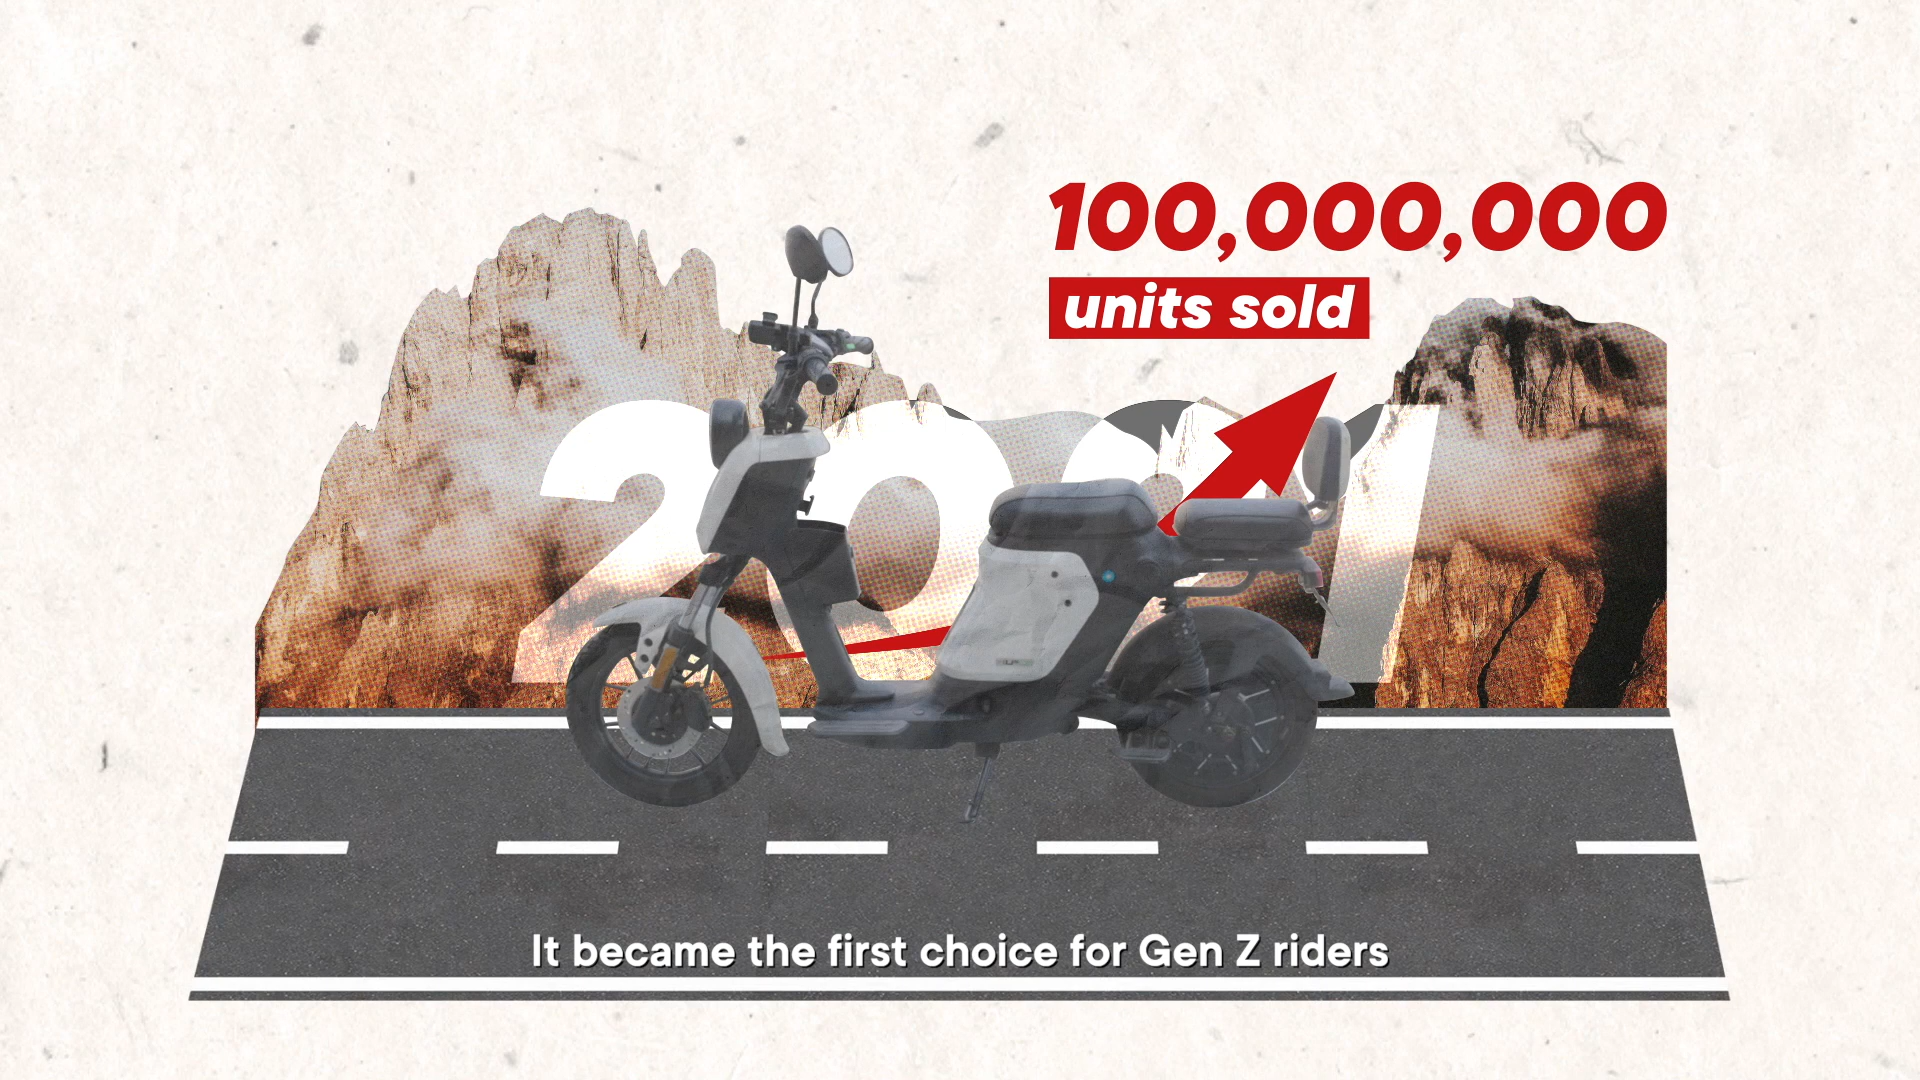 100,000,000
units sold
It became the first choice for Gen Z riders